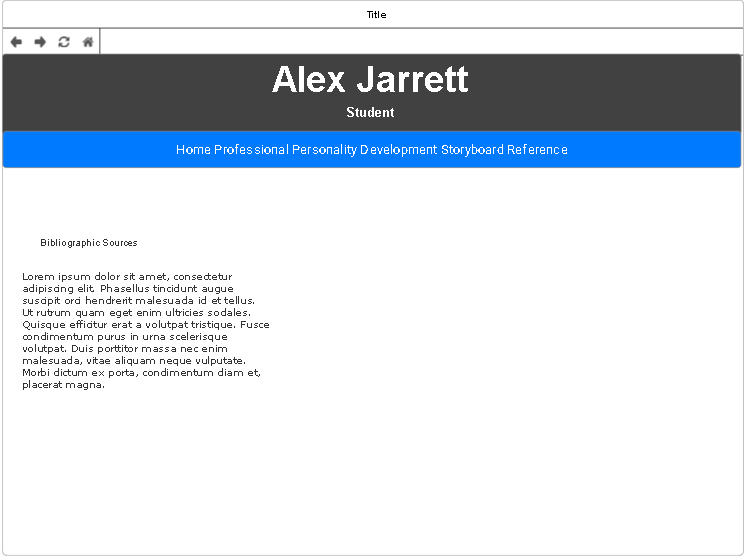 Title
Alex Jarrett
Student
Home Professional Personality Development Storyboard Reference
Bibliographic Sources
Lorem ipsum dolor sit amet, consectetur
adipiscing elit. Phasellus tincidunt augue
suscipit orci hendrerit malesuada id et tellus.
Ut rutrum quam eget enim ultricies sodales.
Quisque efficitur erat a volutpat tristique. Fusce
condimentum purus in urna scelerisque
volutpat. Duis porttitor massa nec enim
malesuada, vitae aliquam neque vulputate.
Morbi dictum ex porta, condimentum diam et,
placerat magna.